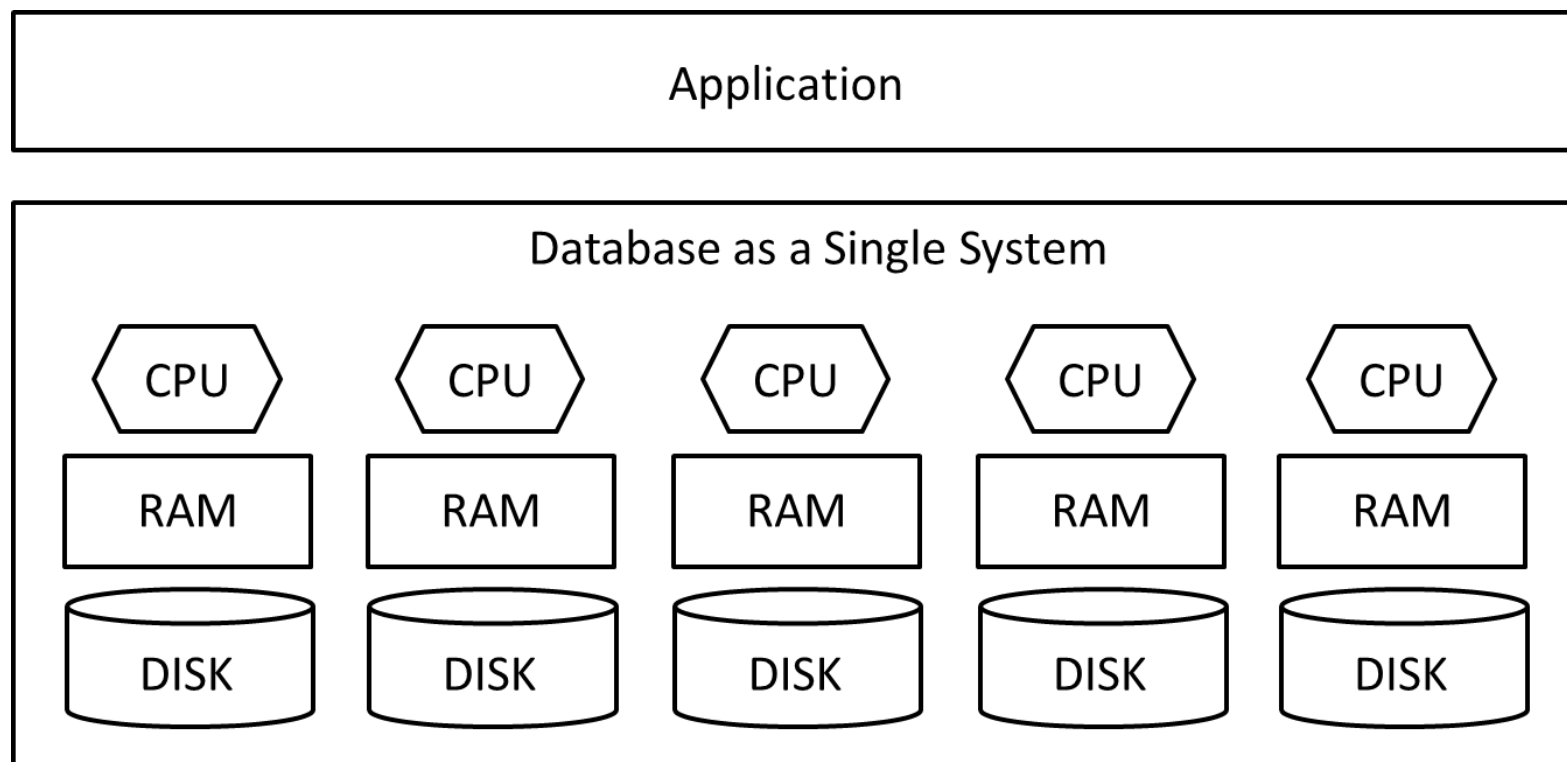 Application
Database as a Single System
CPU CPU CPU CPU CPU
RAM RAM RAM RAM RAM
DISK DISK DISK DISK DISK